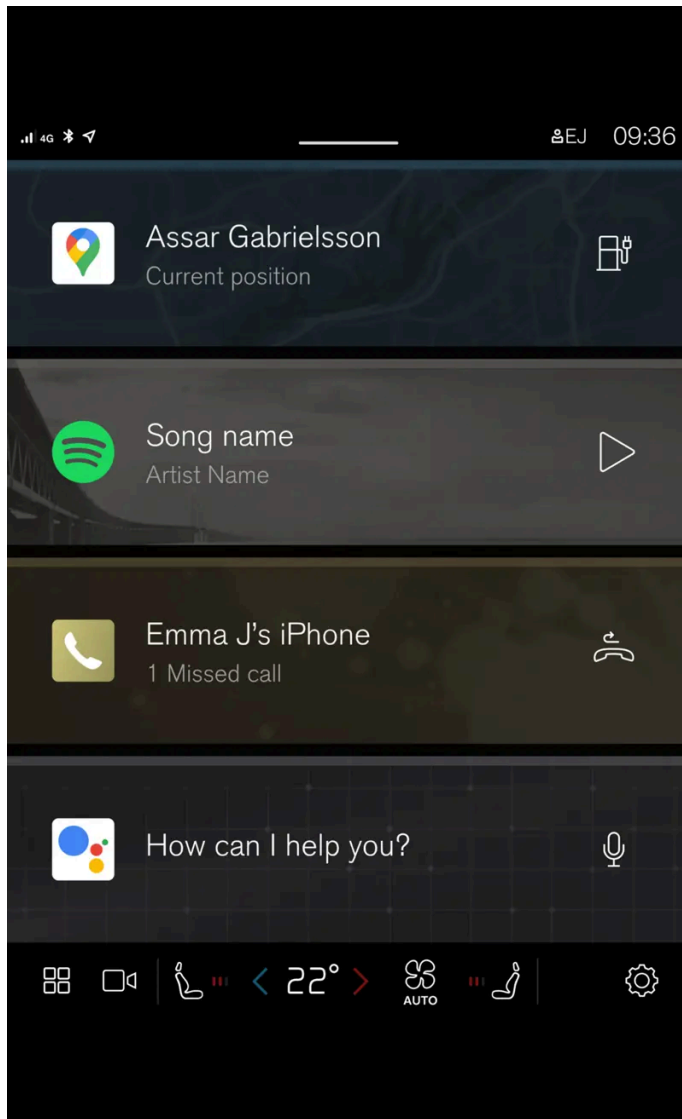 4G
EJ 09:36
Assar Gabrielsson
Current position
Song name
Artist Name
Emma J's iPhone
1 Missed call
How can I help you?
22°
AUTO